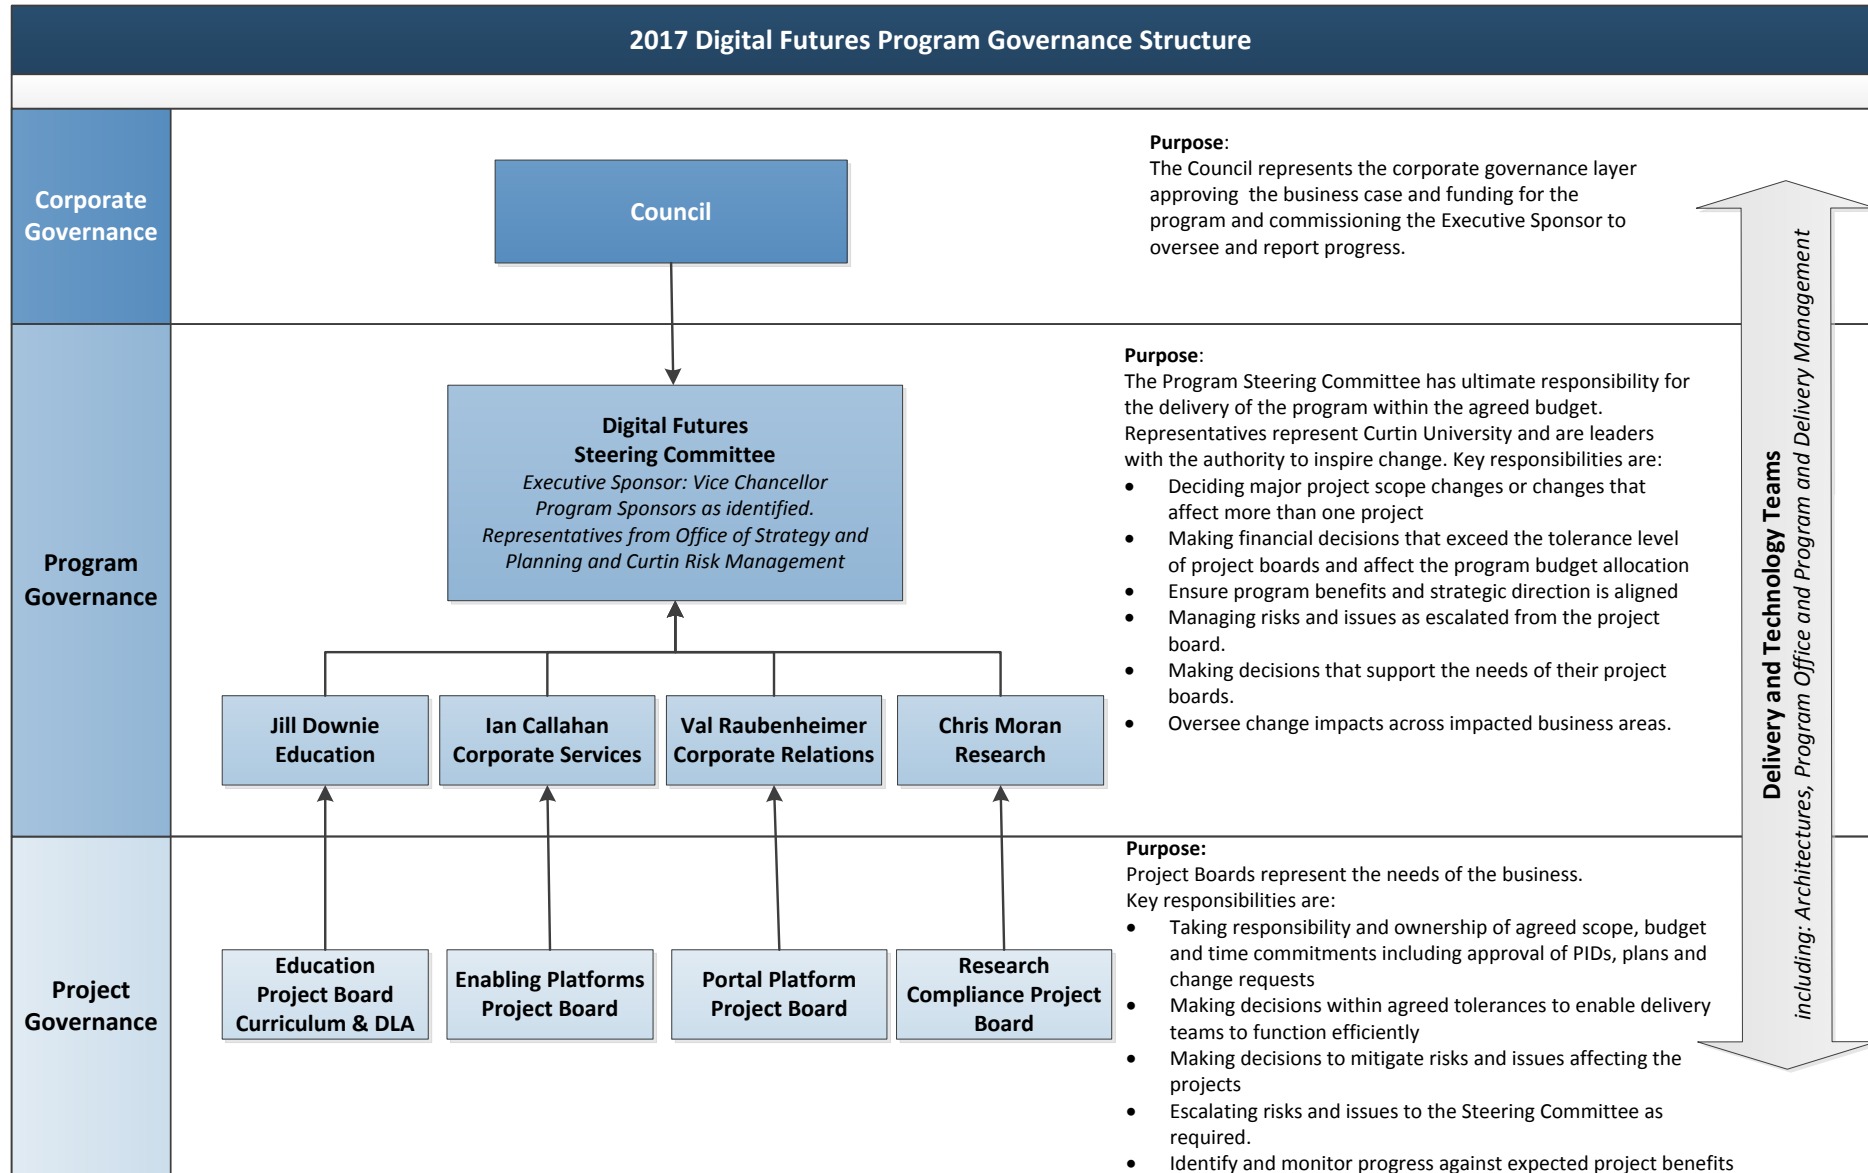 2017 Digital Futures Program Governance Structure
Corporate
Governance
Council
Purpose:
The Council represents the corporate governance layer
approving the business case and funding for the
program and commissioning the Executive Sponsor to
oversee and report progress.
Program
Governance
Digital Futures
Steering Committee
Executive Sponsor: Vice Chancellor
Program Sponsors as identified.
Representatives from Office of Strategy and
Planning and Curtin Risk Management
Jill Downie
Education
Ian Callahan
Corporate Services
Val Raubenheimer
Corporate Relations
Chris Moran
Research
Purpose:
The Program Steering Committee has ultimate responsibility for
the delivery of the program within the agreed budget.
Representatives represent Curtin University and are leaders
with the authority to inspire change. Key responsibilities are:
• Deciding major project scope changes or changes that
affect more than one project
• Making financial decisions that exceed the tolerance level
of project boards and affect the program budget allocation
• Ensure program benefits and strategic direction is aligned
• Managing risks and issues as escalated from the project
board.
• Making decisions that support the needs of their project
boards.
• Oversee change impacts across impacted business areas.
Project
Governance
Education
Project Board
Curriculum & DLA
Enabling Platforms
Project Board
Portal Platform
Project Board
Research
Compliance Project
Board
Purpose:
Project Boards represent the needs of the business.
Key responsibilities are:
• Taking responsibility and ownership of agreed scope, budget
and time commitments including approval of PIDs, plans and
change requests
• Making decisions within agreed tolerances to enable delivery
teams to function efficiently
• Making decisions to mitigate risks and issues affecting the
projects
• Escalating risks and issues to the Steering Committee as
required.
• Identify and monitor progress against expected project benefits
Delivery and Technology Teams
including: Architectures, Program Office and Program and Delivery Management